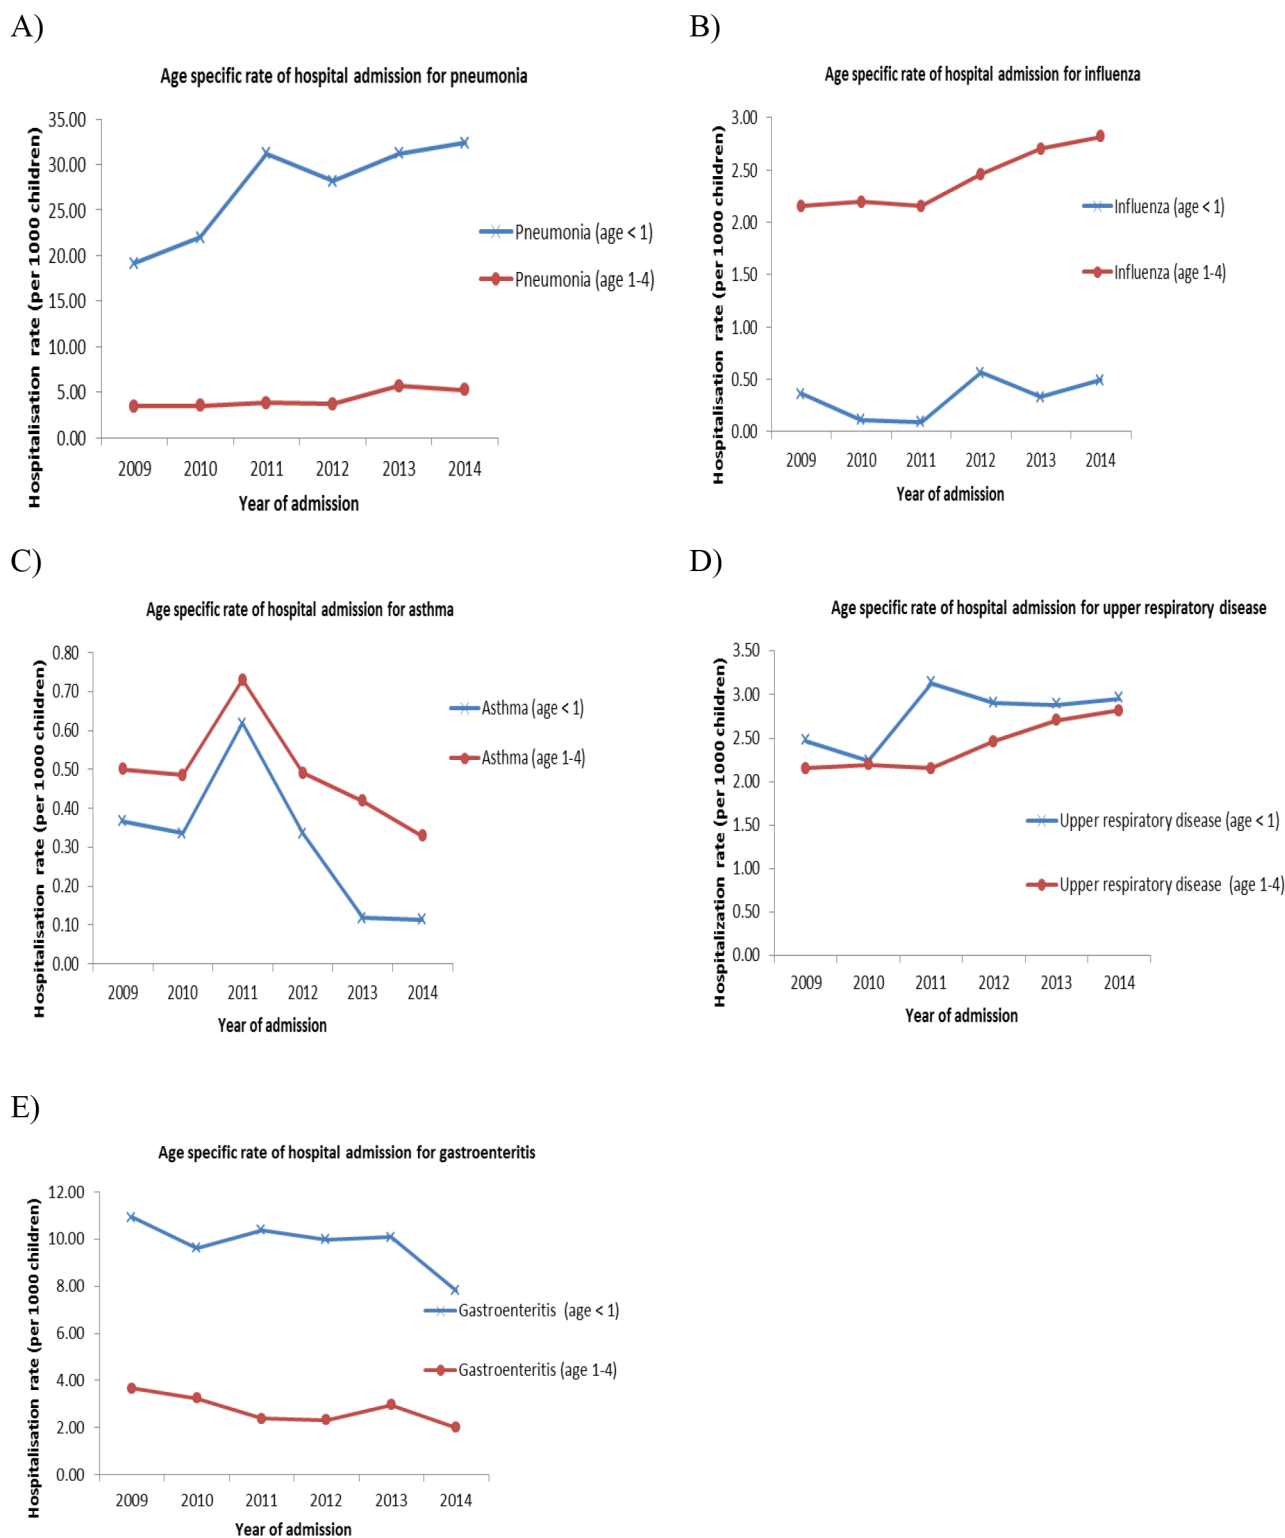 A)
Age specific rate of hospital admission for pneumonia
Hospitalisation rate (per 1000 children)
35.00
30.00
25.00
20.00
15.00
10.00
5.00
0.00
2009 2010 2011 2012 2013 2014
Year of admission
Pneumonia (age < 1)
Pneumonia (age 1-4)
B)
Age specific rate of hospital admission for influenza
Hospitalisation rate (per 1000 children)
3.00
2.50
2.00
1.50
1.00
0.50
0.00
2009 2010 2011 2012 2013 2014
Year of admission
Influenza (age < 1)
Influenza (age 1-4)
C)
Age specific rate of hospital admission for asthma
Hospitalisation rate (per 1000 children)
0.80
0.70
0.60
0.50
0.40
0.30
0.20
0.10
0.00
2009 2010 2011 2012 2013 2014
Year of admission
Asthma (age < 1)
Asthma (age 1-4)
D)
Age specific rate of hospital admission for upper respiratory disease
Hospitalization rate (per 1000 children)
3.50
3.00
2.50
2.00
1.50
1.00
0.50
0.00
2009 2010 2011 2012 2013 2014
Year of admission
Upper respiratory disease (age < 1)
Upper respiratory disease (age 1-4)
E)
Age specific rate of hospital admission for gastroenteritis
Hospitalisation rate (per 1000 children)
12.00
10.00
8.00
6.00
4.00
2.00
0.00
2009 2010 2011 2012 2013 2014
Year of admission
Gastroenteritis (age < 1)
Gastroenteritis (age 1-4)